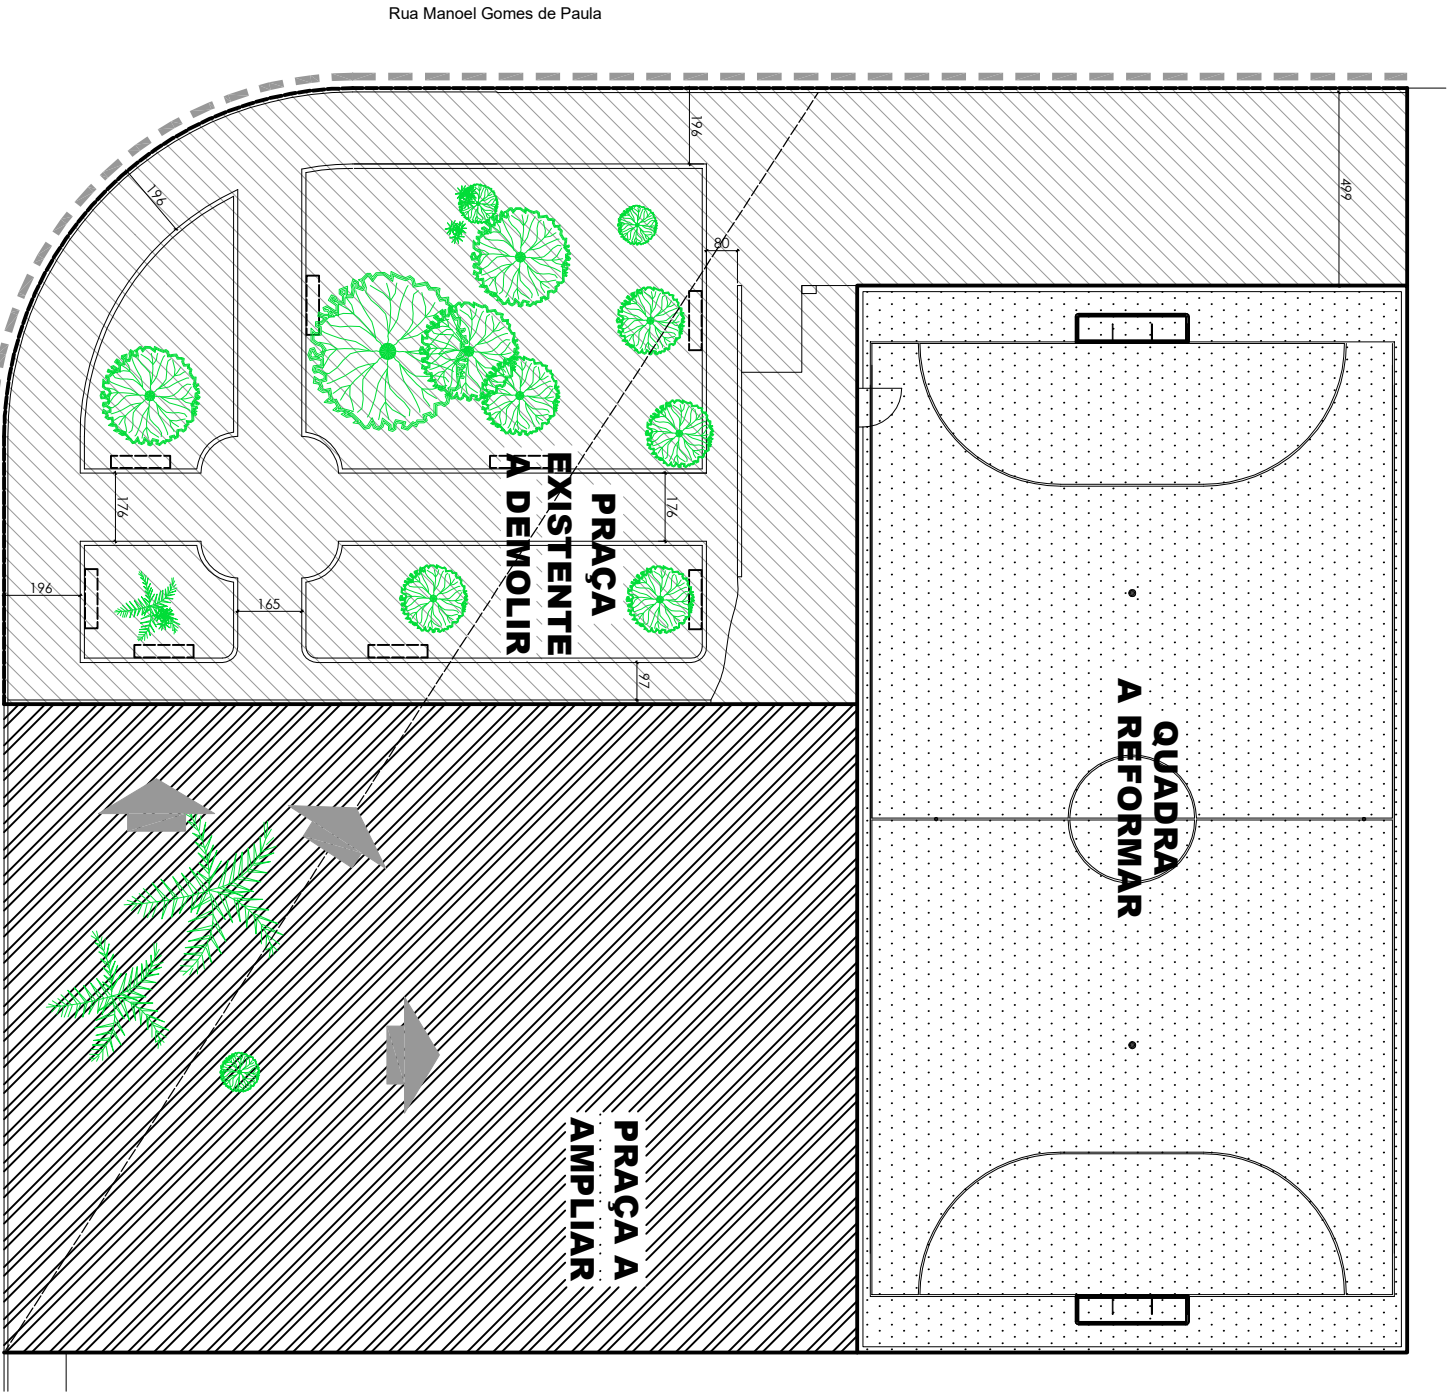 Rua Manoel Gomes de Paula
196
499
196
80
PRAÇA
EXISTENTE
A DEMOLIR
176
176
196
165
97
QUADRA
A REFORMAR
PRAÇA A
AMPLIAR